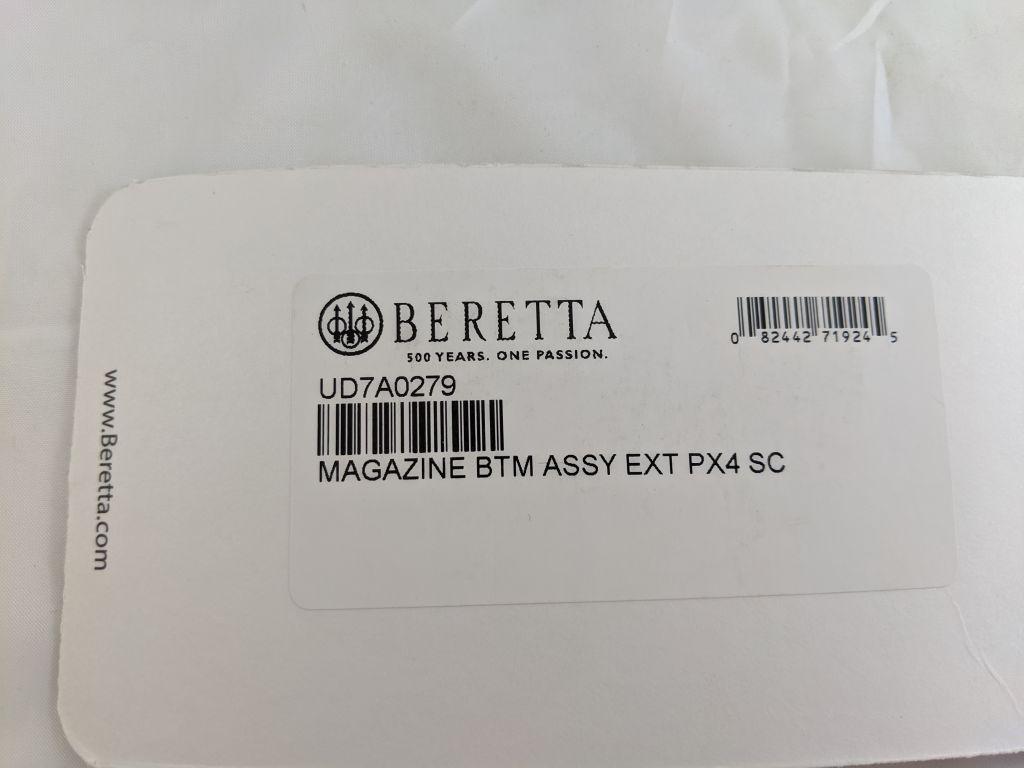 BERETTA
500 YEARS. ONE PASSION.
0 82442 71924 5
UD7A0279
MAGAZINE BTM ASSY EXT PX4 SC
www.Beretta.com